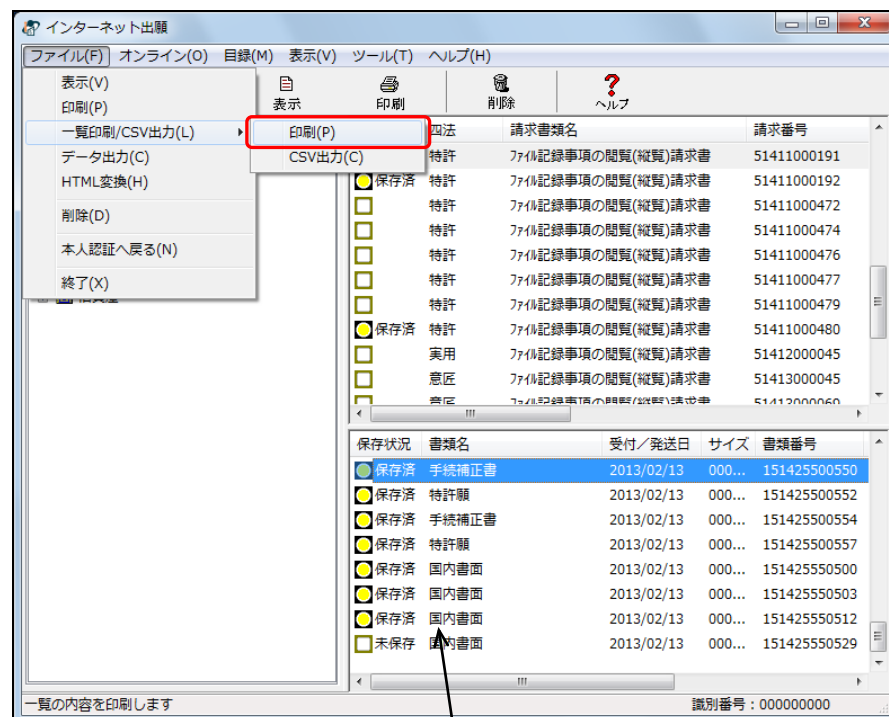 インターネット出願
ファイル(F) オンライン(O) 目録(M) 表示(V) ツール(T) ヘルプ(H)
表示 印刷 削除 ヘルプ
表示(V)
印刷(P)
一覧印刷/CSV出力(L)
データ出力(C)
HTML変換(H)
削除(D)
本人認証へ戻る(N)
終了(X)
印刷(P)
CSV出力(C)
四法 請求書類名 請求番号
特許 ファイル記録事項の閲覧(縦覧)請求書 51411000191
保存済 特許 ファイル記録事項の閲覧(縦覧)請求書 51411000192
特許 ファイル記録事項の閲覧(縦覧)請求書 51411000472
特許 ファイル記録事項の閲覧(縦覧)請求書 51411000474
特許 ファイル記録事項の閲覧(縦覧)請求書 51411000476
特許 ファイル記録事項の閲覧(縦覧)請求書 51411000477
特許 ファイル記録事項の閲覧(縦覧)請求書 51411000479
保存済 特許 ファイル記録事項の閲覧(縦覧)請求書 51411000480
実用 ファイル記録事項の閲覧(縦覧)請求書 51412000045
意匠 ファイル記録事項の閲覧(縦覧)請求書 51413000045
意匠 ファイル記録事項の閲覧(縦覧)請求書 51413000060
保存状況 書類名 受付/発送日 サイズ 書類番号
保存済 手続補正書 2013/02/13 000... 151425500550
保存済 特許願 2013/02/13 000... 151425500552
保存済 手続補正書 2013/02/13 000... 151425500554
保存済 特許願 2013/02/13 000... 151425500557
保存済 国内書面 2013/02/13 000... 151425550500
保存済 国内書面 2013/02/13 000... 151425550503
保存済 国内書面 2013/02/13 000... 151425550512
未保存 国内書面 2013/02/13 000... 151425550529
一覧の内容を印刷します 識別番号:000000000